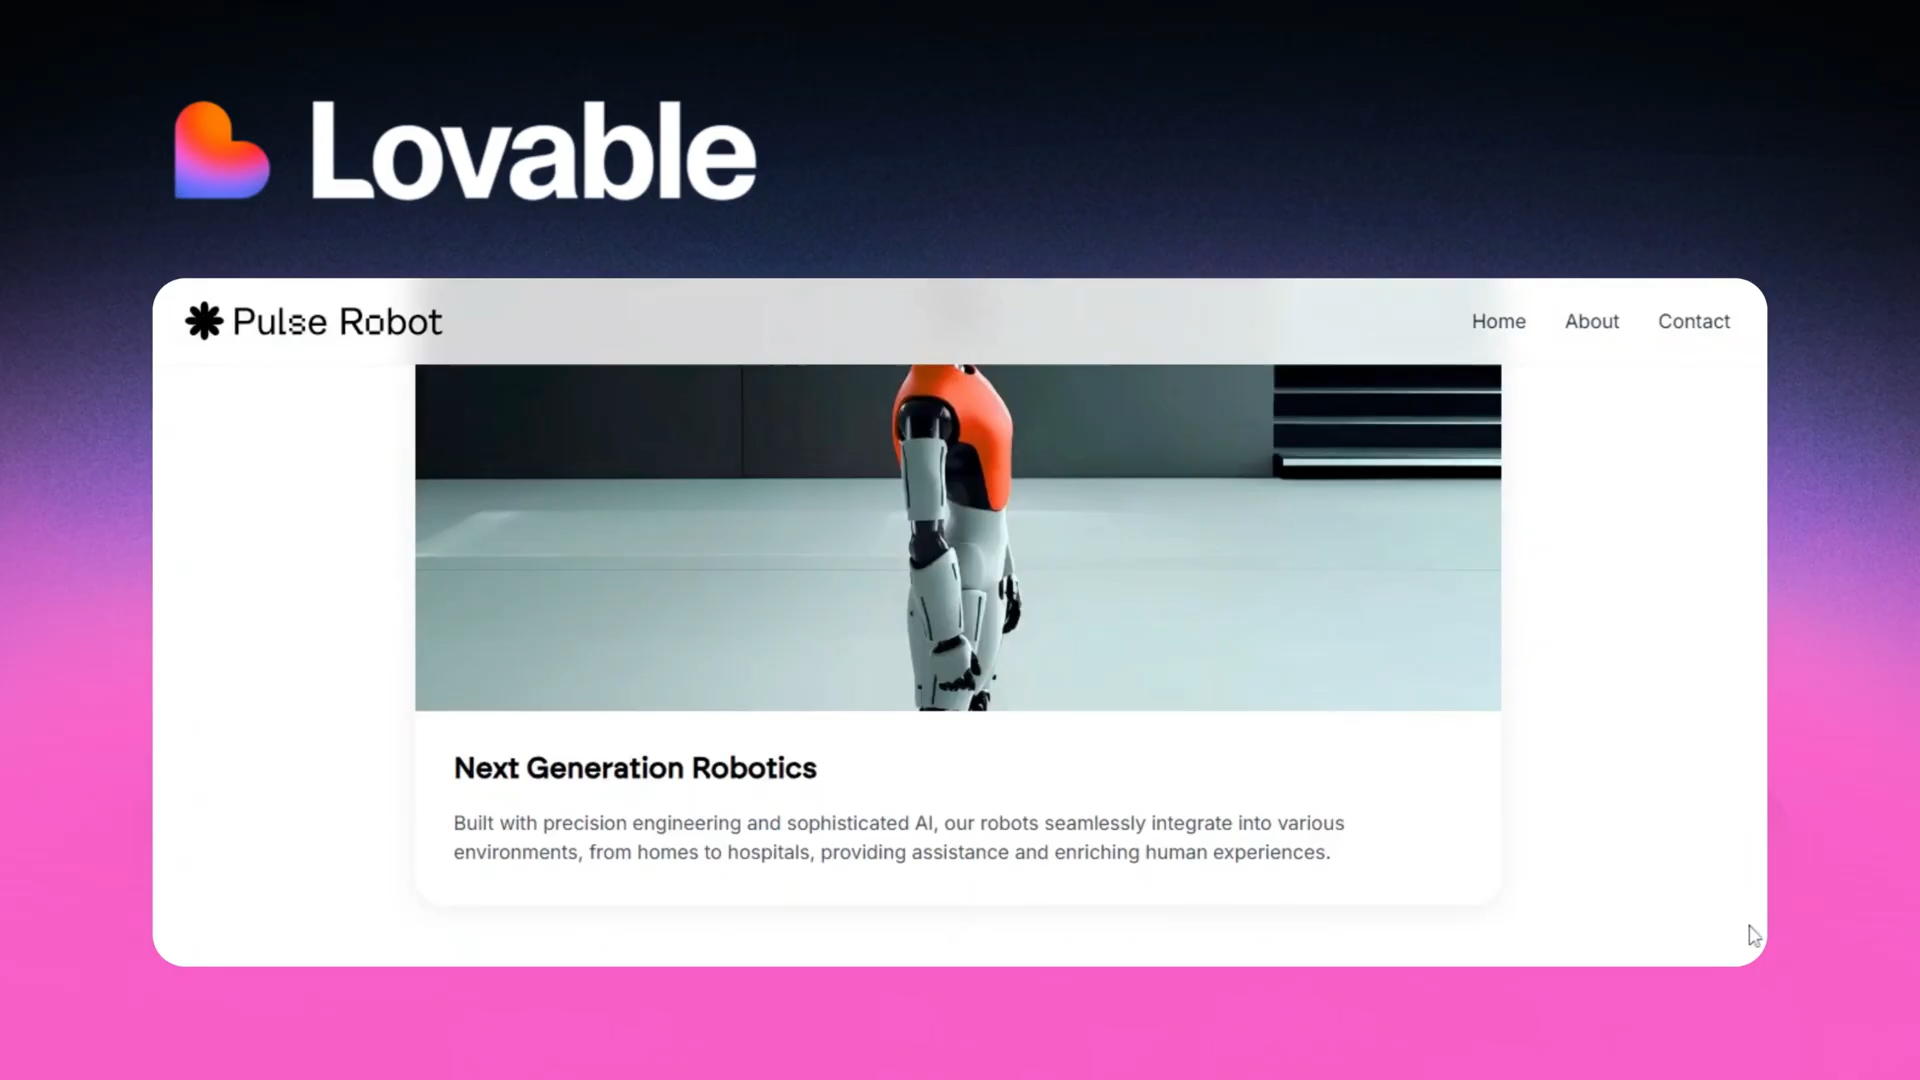 Lovable
Pulse Robot
Home
About
Contact
Next Generation Robotics
Built with precision engineering and sophisticated AI, our robots seamlessly integrate into various
environments, from homes to hospitals, providing assistance and enriching human experiences.